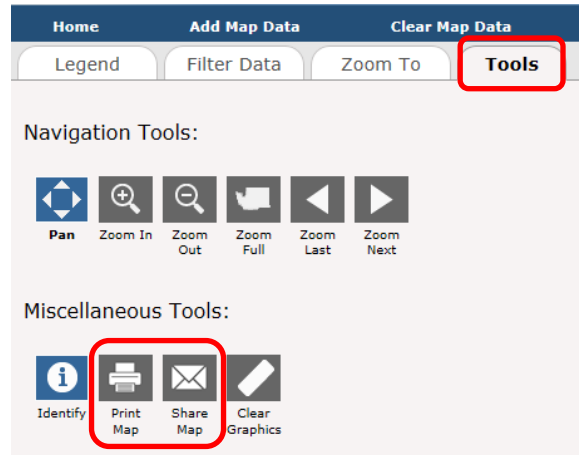 Home Add Map Data Clear Map Data
Legend Filter Data Zoom To Tools
Navigation Tools:
Pan Zoom In Zoom Out Zoom Full Zoom Last Zoom Next
Miscellaneous Tools:
Identify Print Map Share Map Clear Graphics